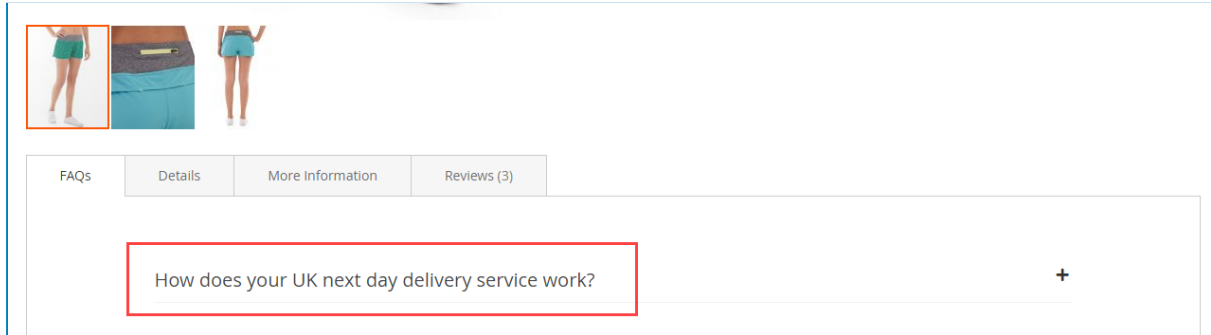 FAQs
Details
More Information
Reviews (3)
How does your UK next day delivery service work?
+